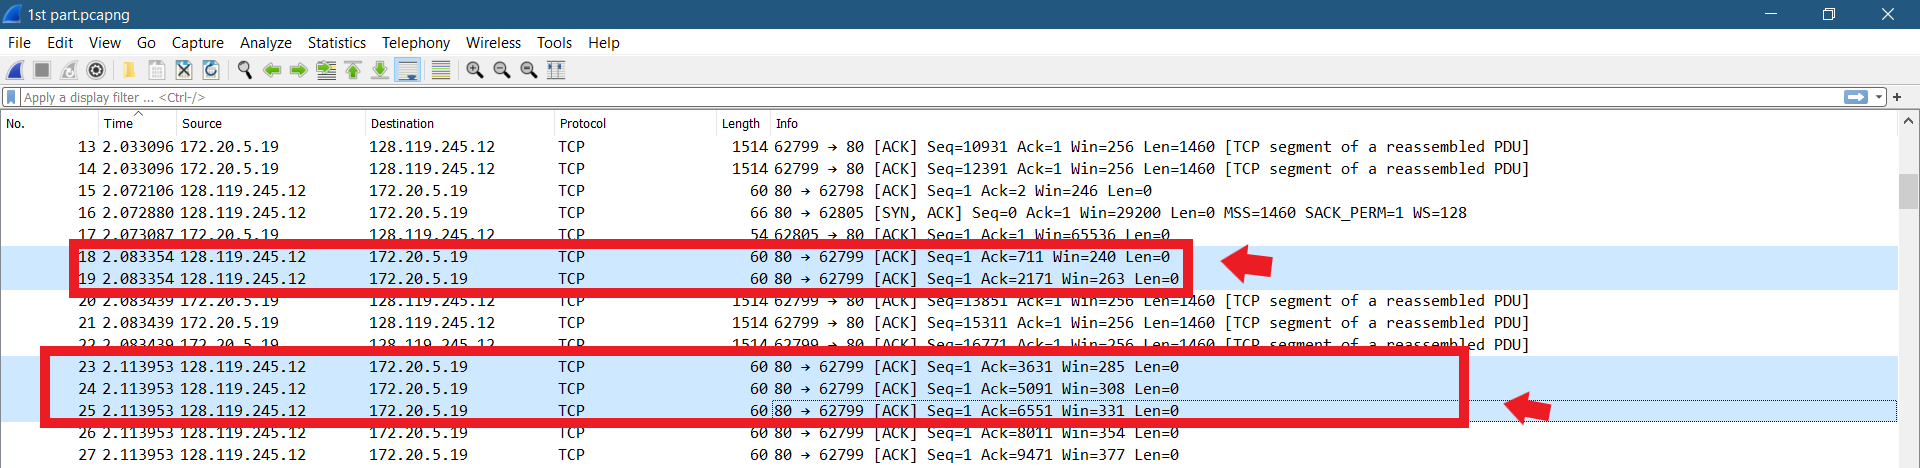 1st part.pcapng
File Edit View Go Capture Analyze Statistics Telephony Wireless Tools Help
Apply a display filter ... <Ctrl-/>
No. Time Source Destination Protocol Length Info
13 2.033096 172.20.5.19 128.119.245.12 TCP 1514 62799 → 80 [ACK] Seq=10931 Ack=1 Win=256 Len=1460 [TCP segment of a reassembled PDU]
14 2.033096 172.20.5.19 128.119.245.12 TCP 1514 62799 → 80 [ACK] Seq=12391 Ack=1 Win=256 Len=1460 [TCP segment of a reassembled PDU]
15 2.072106 128.119.245.12 172.20.5.19 TCP 60 80 → 62798 [ACK] Seq=1 Ack=2 Win=246 Len=0
16 2.072880 128.119.245.12 172.20.5.19 TCP 66 80 → 62805 [SYN, ACK] Seq=0 Ack=1 Win=29200 Len=0 MSS=1460 SACK_PERM=1 WS=128
17 2.073087 172.20.5.19 128.119.245.12 TCP 54 62805 → 80 [ACK] Seq=1 Ack=1 Win=65536 Len=0
18 2.083354 128.119.245.12 172.20.5.19 TCP 60 80 → 62799 [ACK] Seq=1 Ack=711 Win=240 Len=0
19 2.083354 128.119.245.12 172.20.5.19 TCP 60 80 → 62799 [ACK] Seq=1 Ack=2171 Win=263 Len=0
20 2.083439 172.20.5.19 128.119.245.12 TCP 1514 62799 → 80 [ACK] Seq=13851 Ack=1 Win=256 Len=1460 [TCP segment of a reassembled PDU]
21 2.083439 172.20.5.19 128.119.245.12 TCP 1514 62799 → 80 [ACK] Seq=15311 Ack=1 Win=256 Len=1460 [TCP segment of a reassembled PDU]
22 2.083439 172.20.5.19 128.119.245.12 TCP 1514 62799 → 80 [ACK] Seq=16771 Ack=1 Win=256 Len=1460 [TCP segment of a reassembled PDU]
23 2.113953 128.119.245.12 172.20.5.19 TCP 60 80 → 62799 [ACK] Seq=1 Ack=3631 Win=285 Len=0
24 2.113953 128.119.245.12 172.20.5.19 TCP 60 80 → 62799 [ACK] Seq=1 Ack=5091 Win=308 Len=0
25 2.113953 128.119.245.12 172.20.5.19 TCP 60 80 → 62799 [ACK] Seq=1 Ack=6551 Win=331 Len=0
26 2.113953 128.119.245.12 172.20.5.19 TCP 60 80 → 62799 [ACK] Seq=1 Ack=8011 Win=354 Len=0
27 2.113953 128.119.245.12 172.20.5.19 TCP 60 80 → 62799 [ACK] Seq=1 Ack=9471 Win=377 Len=0